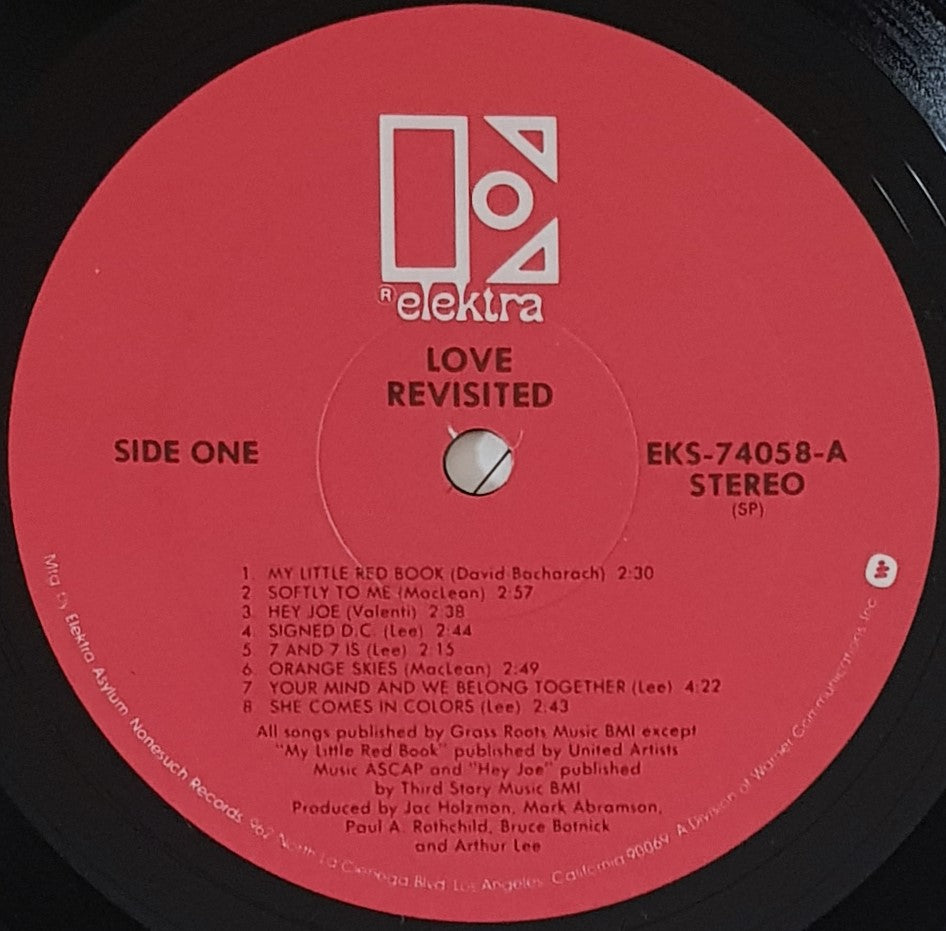 ® elektra
LOVE
REVISITED
SIDE ONE
EKS-74058-A
STEREO
(SP)
1. MY LITTLE RED BOOK (David Bacharach) 2:30
2 SOFTLY TO ME (MacLean) 2:57
3. HEY JOE (Valenti) 2:38
4. SIGNED D.C. (Lee) 2:44
5 7 AND 7 IS (Lee) 2:15
6. ORANGE SKIES (MacLean) 2:49
7 YOUR MIND AND WE BELONG TOGETHER (Lee) 4:22
8 SHE COMES IN COLORS (Lee) 2:43
All songs published by Grass Roots Music BMI except
"My Little Red Book" published by United Artists
Music ASCAP and "Hey Joe" published
by Third Story Music BMI
Produced by Jac Holzman, Mark Abramson,
Paul A. Rothchild, Bruce Botnick
and Arthur Lee
Mfg by Elektra Asylum Nonesuch Records, 962 North La Cienega Blvd. Los Angeles, California 90069. A Division of Warner Communications Inc.